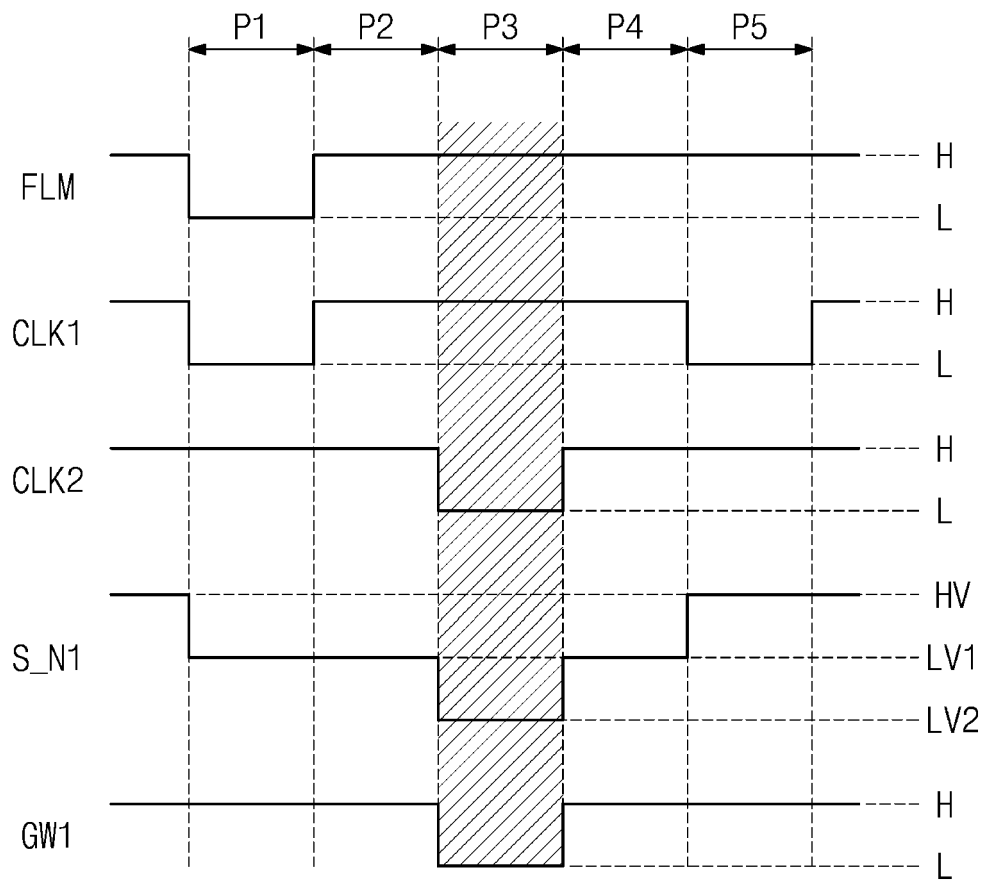 P1 P2 P3 P4 P5
FLM H
L
CLK1 H
L
CLK2 H
L
HV
S_N1 LV1
LV2
GW1 H
L